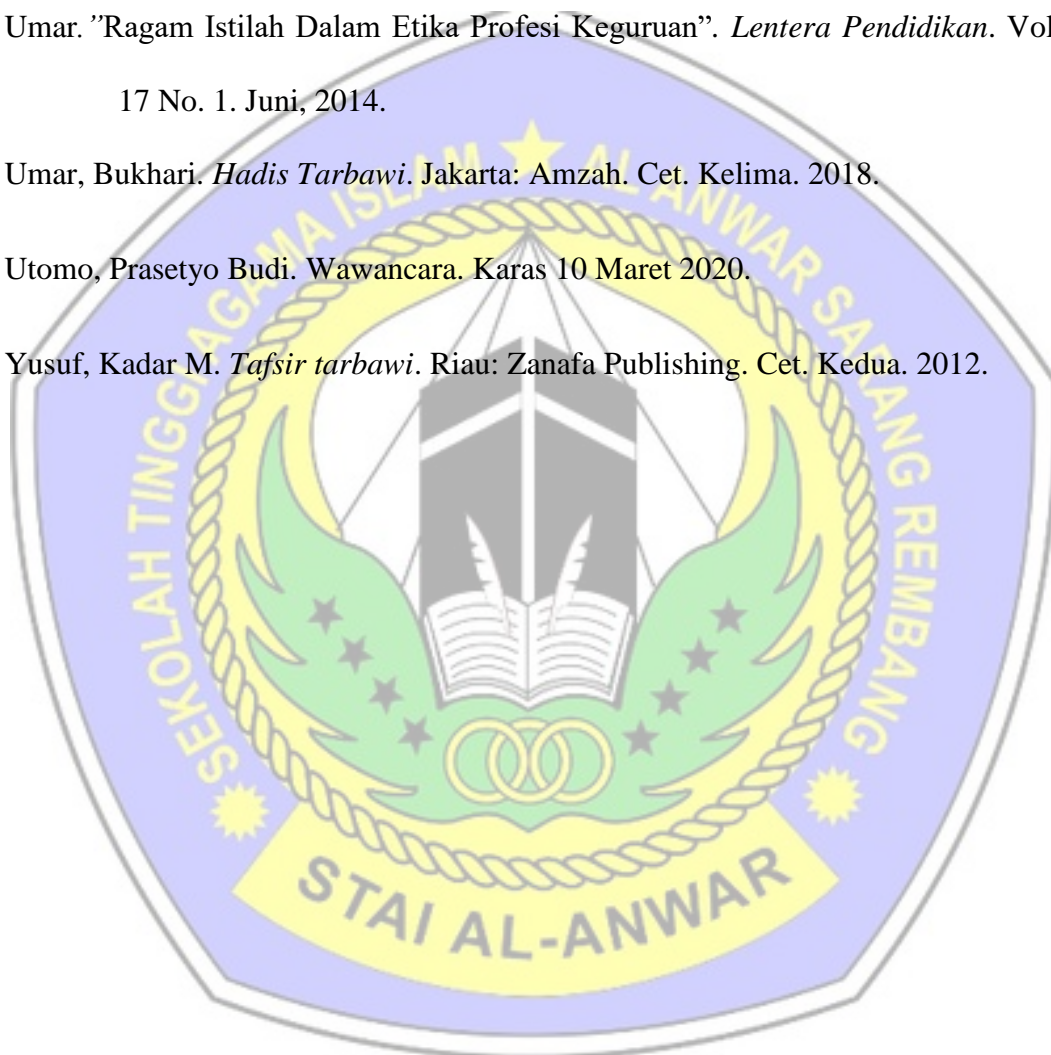 Umar. ”Ragam Istilah Dalam Etika Profesi Keguruan”. Lentera Pendidikan. Vol
17 No. 1. Juni, 2014.
Umar, Bukhari. Hadis Tarbawi. Jakarta: Amzah. Cet. Kelima. 2018.
Utomo, Prasetyo Budi. Wawancara. Karas 10 Maret 2020.
Yusuf, Kadar M. Tafsir tarbawi. Riau: Zanafa Publishing. Cet. Kedua. 2012.
SEKOLAH TINGGI AGAMA ISLAM AL ANWAR SARANG REMBANG
STAI AL-ANWAR